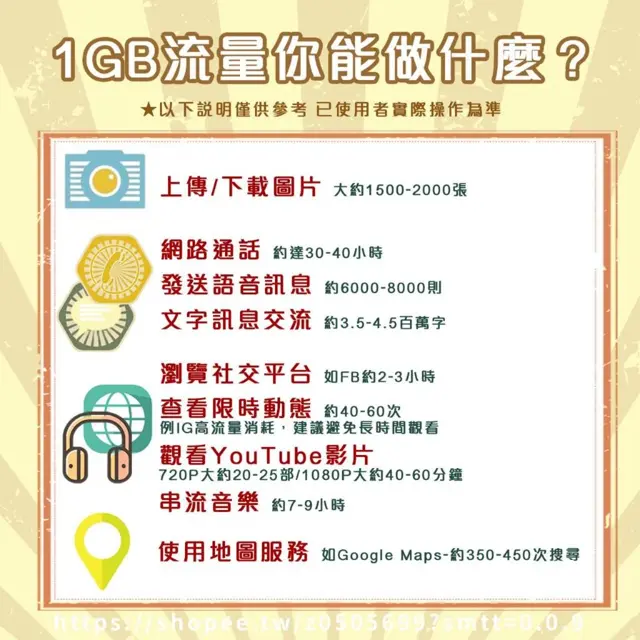 1GB流量你能做什麼？
★以下說明僅供參考 已使用者實際操作為準
上傳/下載圖片 大約1500-2000張
網路通話 約達30-40小時
發送語音訊息 約6000-8000則
文字訊息交流 約3.5-4.5百萬字
瀏覽社交平台 如FB約2-3小時
查看限時動態 約40-60次
例IG高流量消耗，建議避免長時間觀看
觀看YouTube影片
720P大約20-25部/1080P大約40-60分鐘
串流音樂 約7-9小時
使用地圖服務 如Google Maps-約350-450次搜尋